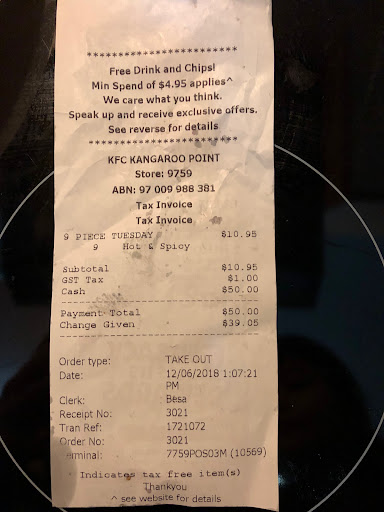 ************************
Free Drink and Chips!
Min Spend of $4.95 applies^
We care what you think.
Speak up and receive exclusive offers.
See reverse for details
************************
KFC KANGAROO POINT
Store: 9759
ABN: 97 009 988 381
Tax Invoice
Tax Invoice
9 PIECE TUESDAY $10.95
9 Hot & Spicy
Subtotal $10.95
GST Tax $1.00
Cash $50.00
Payment Total $50.00
Change Given $39.05
Order type: TAKE OUT
Date: 12/06/2018 1:07:21
PM
Clerk: Besa
Receipt No: 3021
Tran Ref: 1721072
Order No: 3021
erminal: 7759POS03M (10569)
* Indicates tax free item(s)
Thankyou
^ see website for details